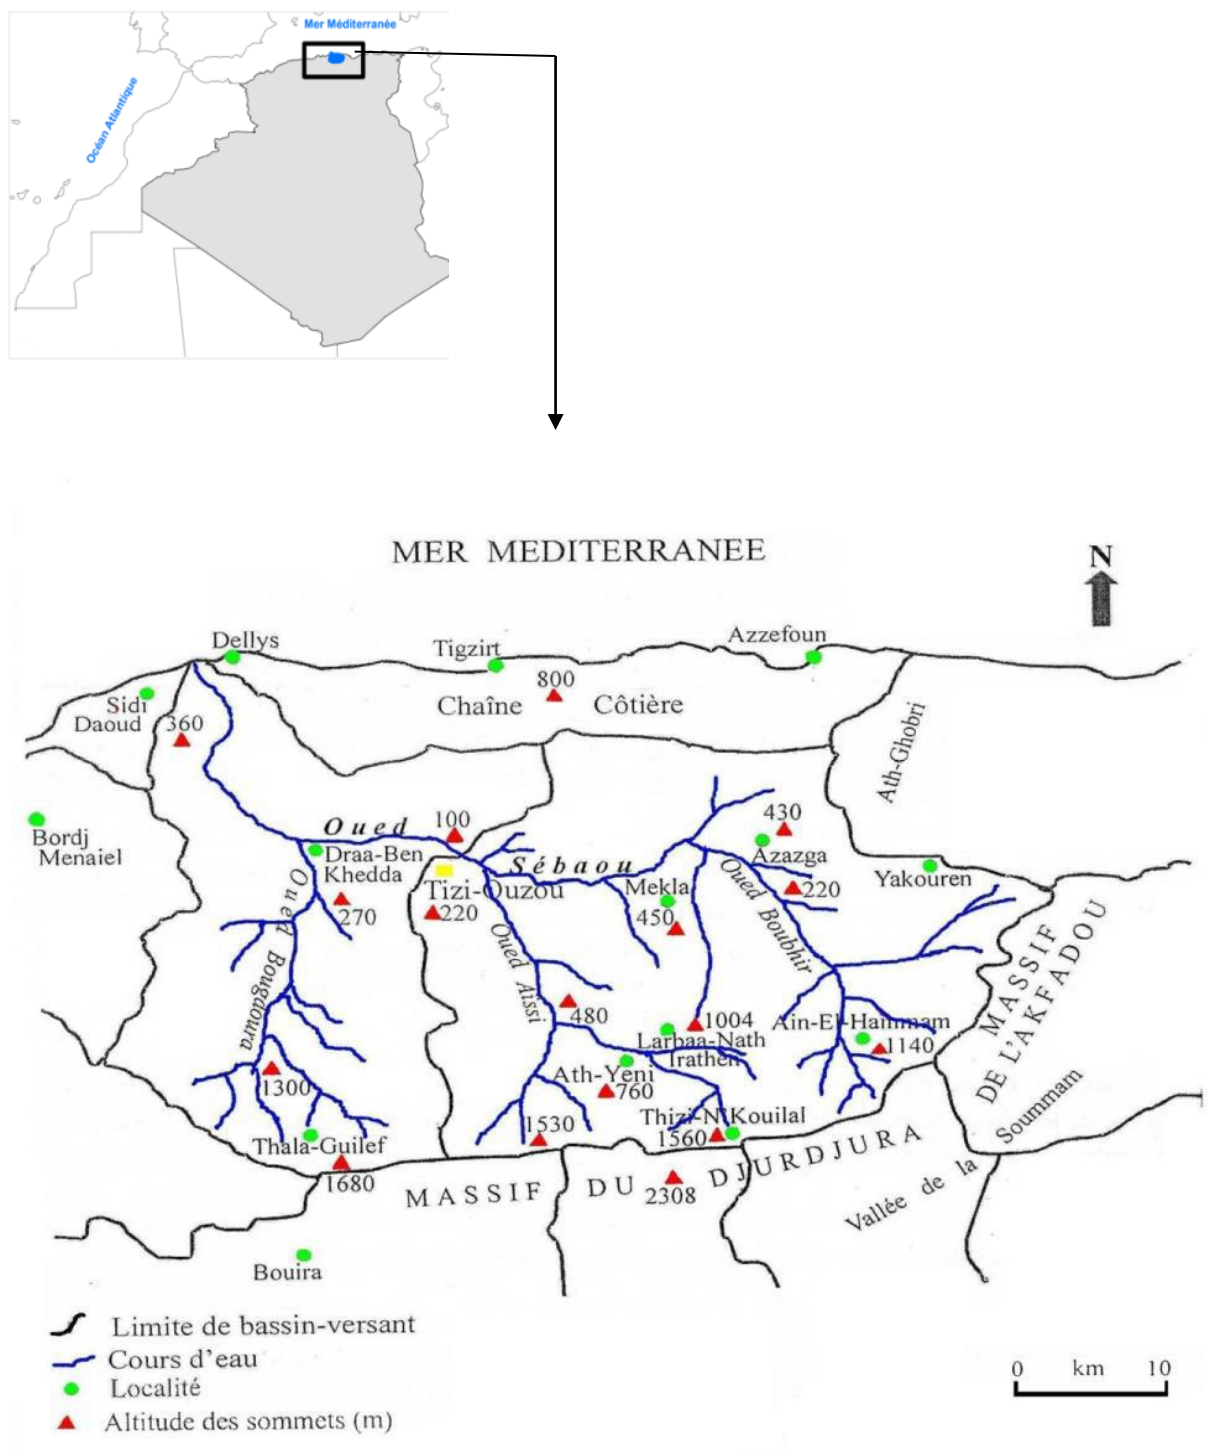 Mer Méditerranée
Océan Atlantique
MER MEDITERRANEE
N
Dellys
Tigzirt
Azzefoun
800
Chaîne Côtière
Sidi
Daoud
360
Ath-Ghobri
Bordj
Menaiel
Oued
100
Sébaou
430
Azazga
Draa-Ben
Khedda
Tizi-Ouzou
Mekla
Yakouren
220
270
220
450
Oued Bougdoura
Oued Aissi
Oued Boubhir
MASSIF
DE L'AKFADOU
480
1004
Larbaa-Nath
Irathen
Ain-El-Hammam
1140
1300
Ath-Yeni
760
Thizi-N'Kouilal
1560
1530
Thala-Guilef
1680
MASSIF DU DJURDJURA
2308
Vallée de la Soummam
Bouira
Limite de bassin-versant
Cours d'eau
Localité
Altitude des sommets (m)
0 km 10